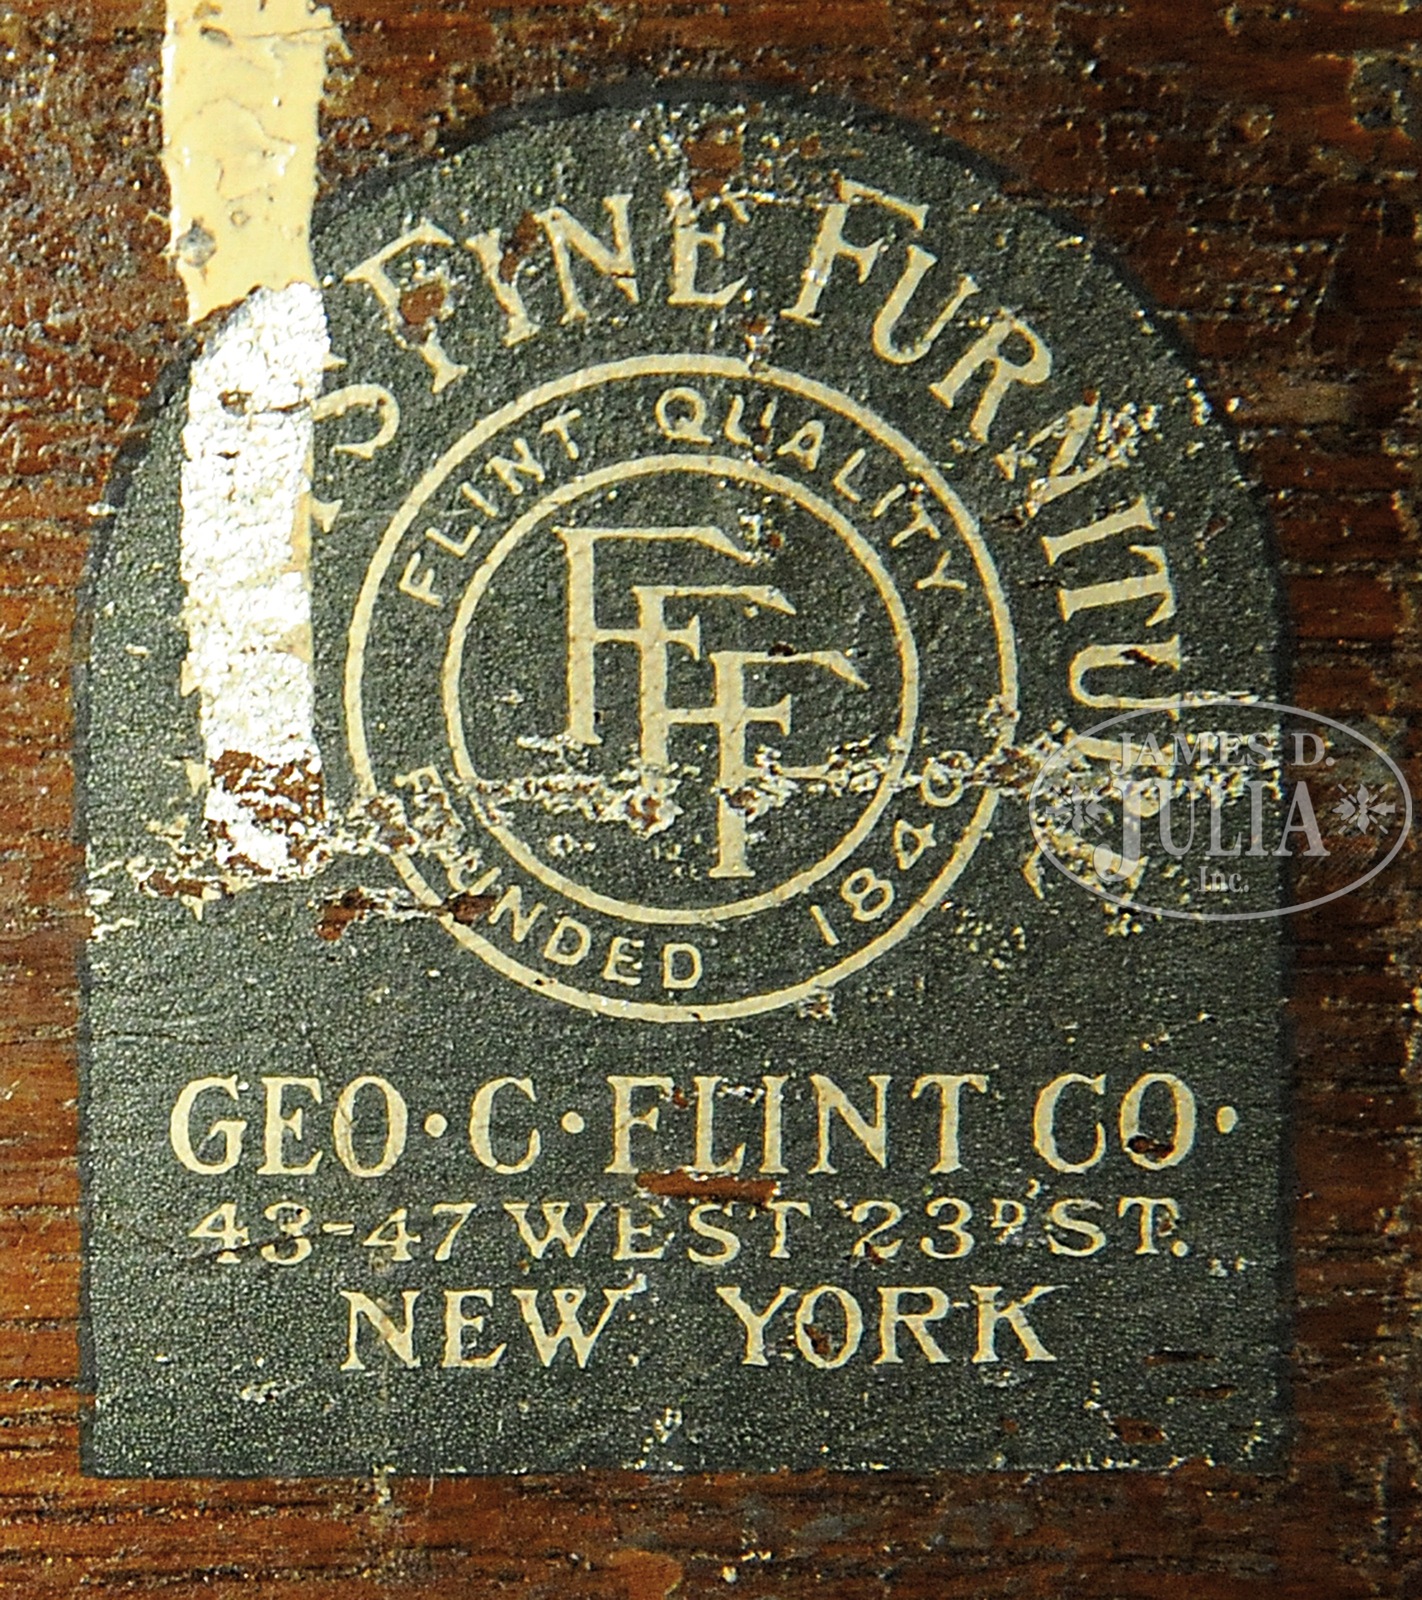 'S FINE FURNITU
FLINT QUALITY
FFF
FOUNDED 1840
GEO·C·FLINT CO·
43-47 WEST 23D ST.
NEW YORK
JAMES D.
JULIA
Inc.